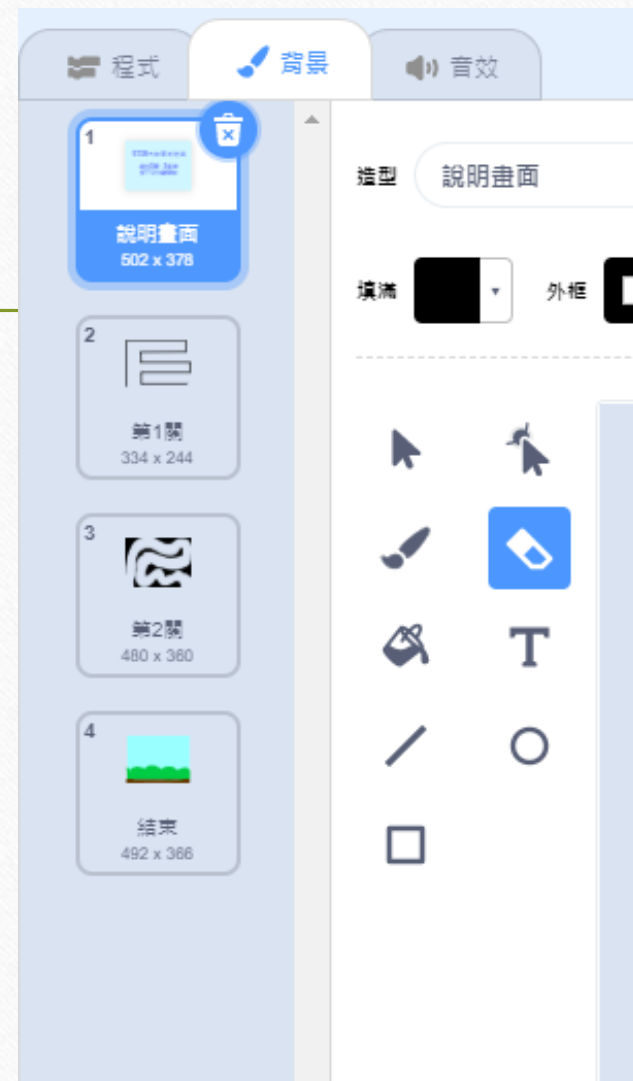 程式
背景
音效
1
說明畫面
502 x 378
2
第1關
334 x 244
3
第2關
480 x 360
4
結束
492 x 366
造型
說明畫面
填滿
外框
T